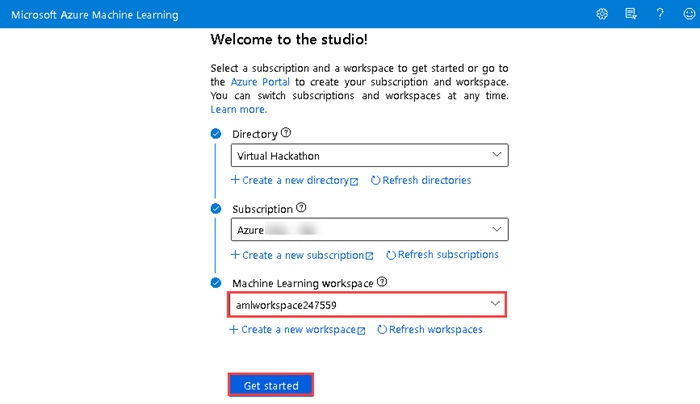 Microsoft Azure Machine Learning
Welcome to the studio!
Select a subscription and a workspace to get started or go to
the Azure Portal to create your subscription and workspace.
You can switch subscriptions and workspaces at any time.
Learn more.
Directory
Virtual Hackathon
Create a new directory
Refresh directories
Subscription
Azure
Create a new subscription
Refresh subscriptions
Machine Learning workspace
amlworkspace247559
Create a new workspace
Refresh workspaces
Get started